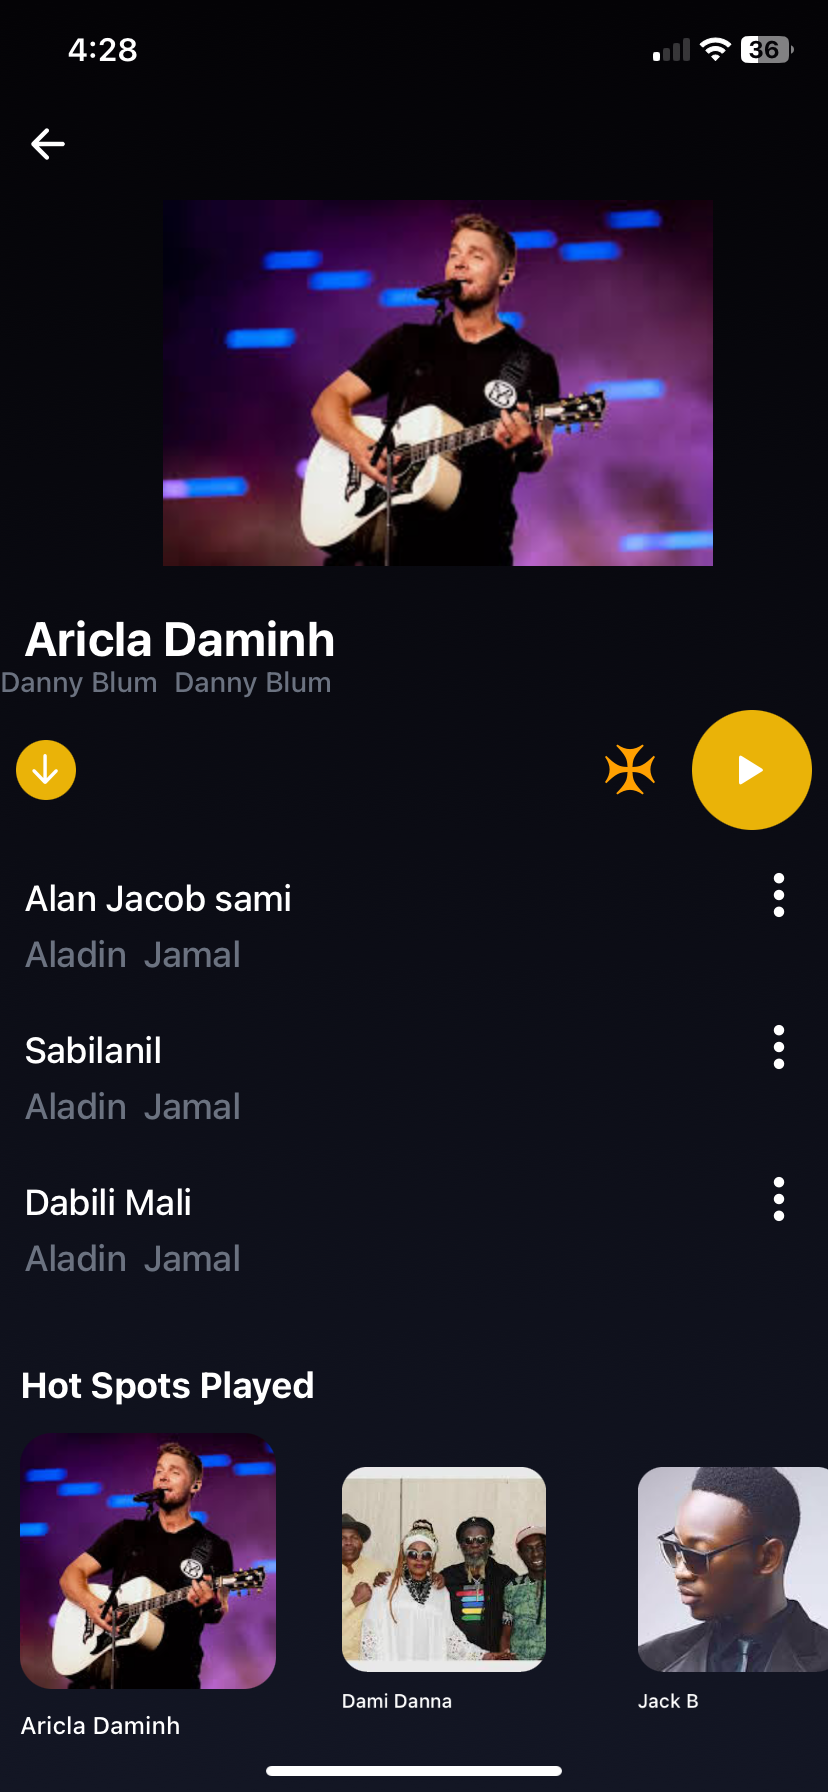 4:28
36
Aricla Daminh
Danny Blum  Danny Blum
Alan Jacob sami
Aladin  Jamal
Sabilanil
Aladin  Jamal
Dabili Mali
Aladin  Jamal
Hot Spots Played
Aricla Daminh
Dami Danna
Jack B